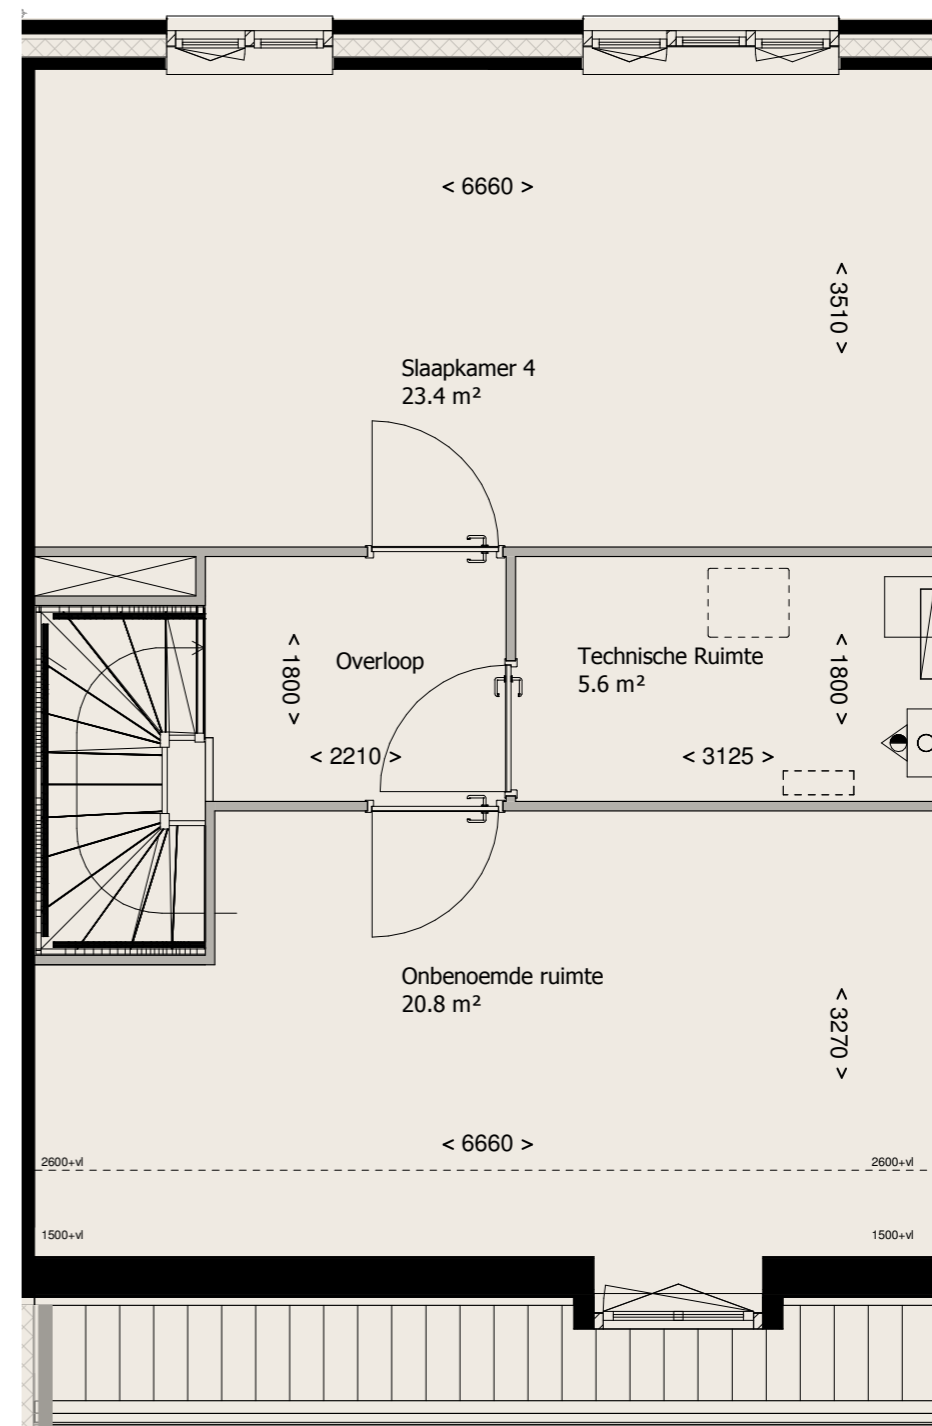 < 6660 >
< 3510 >
Slaapkamer 4
23.4 m²
< 1800 >
Overloop
< 2210 >
Technische Ruimte
5.6 m²
< 1800 >
< 3125 >
Onbenoemde ruimte
20.8 m²
< 3270 >
< 6660 >
2600+vl
2600+vl
1500+vl
1500+vl